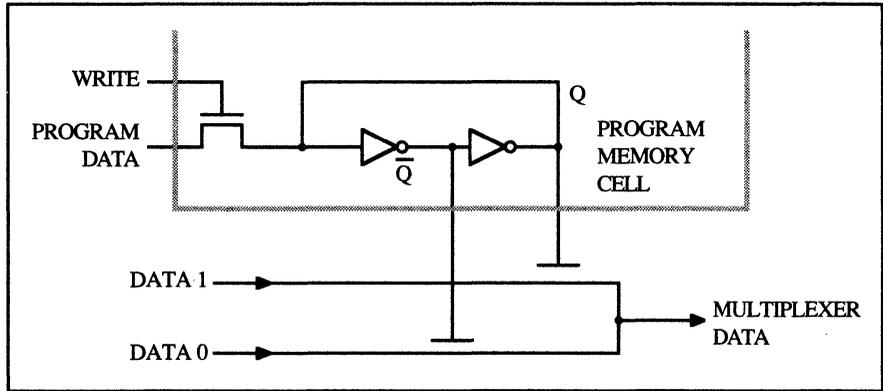 WRITE
PROGRAM
DATA
Q
Q
PROGRAM
MEMORY
CELL
DATA 1
DATA 0
MULTIPLEXER
DATA